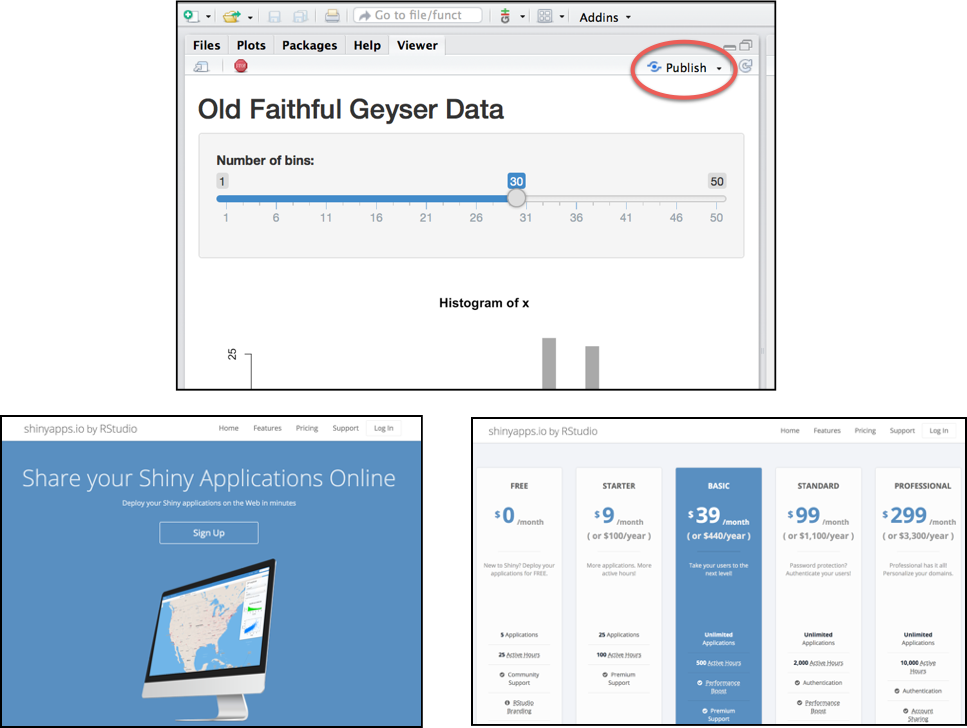 Go to file/funct
Addins
Files Plots Packages Help Viewer
Publish
Old Faithful Geyser Data
Number of bins:
1 30 50
1 6 11 16 21 26 31 36 41 46 50
Histogram of x
25
shinyapps.io by RStudio Home Features Pricing Support Log In
Share your Shiny Applications Online
Deploy your Shiny applications on the Web in minutes
Sign Up
shinyapps.io by RStudio Home Features Pricing Support Log In
FREE
$0 /month
New to Shiny? Deploy your
applications for FREE.
5 Applications
25 Active Hours
Community
Support
RStudio
Branding
STARTER
$9 /month
( or $100/year )
More applications. More
active hours!
25 Applications
100 Active Hours
Premium
Support
BASIC
$39 /month
( or $440/year )
Take your users to the
next level!
Unlimited
Applications
500 Active Hours
Performance
Boost
Premium
Support
STANDARD
$99 /month
( or $1,100/year )
Password protection?
Authenticate your users!
Unlimited
Applications
2,000 Active Hours
Authentication
Performance
Boost
PROFESSIONAL
$299 /month
( or $3,300/year )
Professional has it all!
Personalize your domains.
Unlimited
Applications
10,000 Active
Hours
Authentication
Account
Sharing